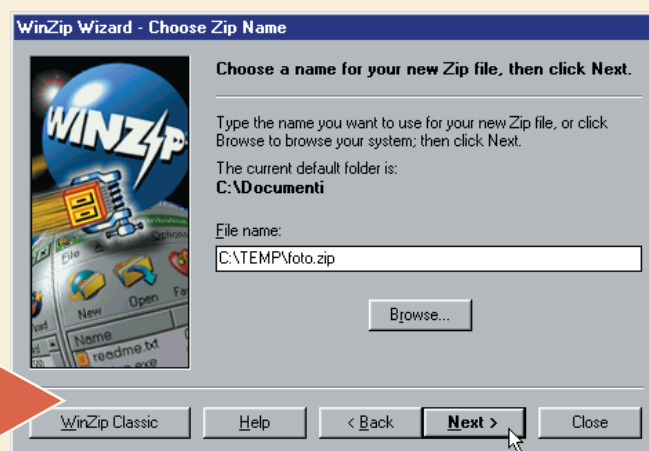 WinZip Wizard - Choose Zip Name
Choose a name for your new Zip file, then click Next.
WINZIP
Type the name you want to use for your new Zip file, or click
Browse to browse your system; then click Next.
The current default folder is:
C:\Documenti
File name:
C:\TEMP\foto.zip
Browse...
File
Options
New
Open
Name
readme.txt
WinZip Classic
Help
< Back
Next >
Close